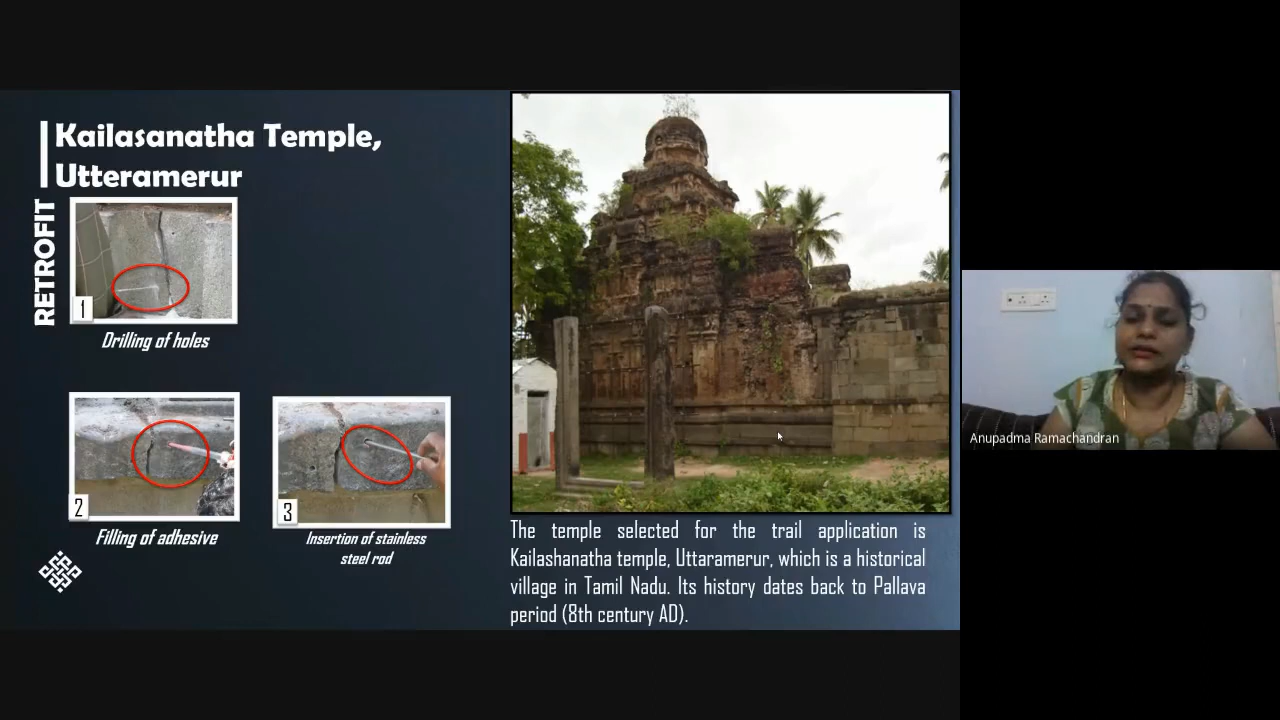 Kailasanatha Temple,
Utteramerur
RETROFIT
1
Drilling of holes
2
Filling of adhesive
3
Insertion of stainless
steel rod
The temple selected for the trail application is
Kailashanatha temple, Uttaramerur, which is a historical
village in Tamil Nadu. Its history dates back to Pallava
period (8th century AD).
Anupadma Ramachandran